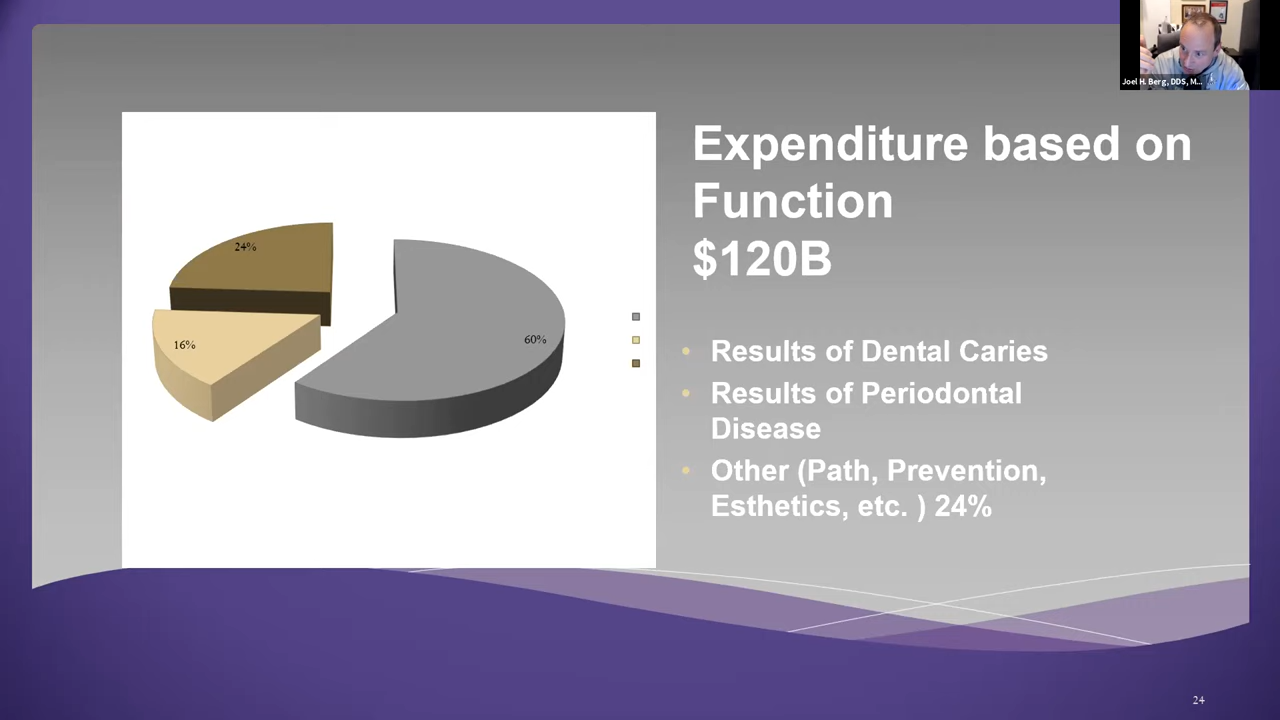 Joel H. Berg, DDS, M...
Expenditure based on
Function
$120B
24%
16%
60%
• Results of Dental Caries
• Results of Periodontal
Disease
• Other (Path, Prevention,
Esthetics, etc. ) 24%
24